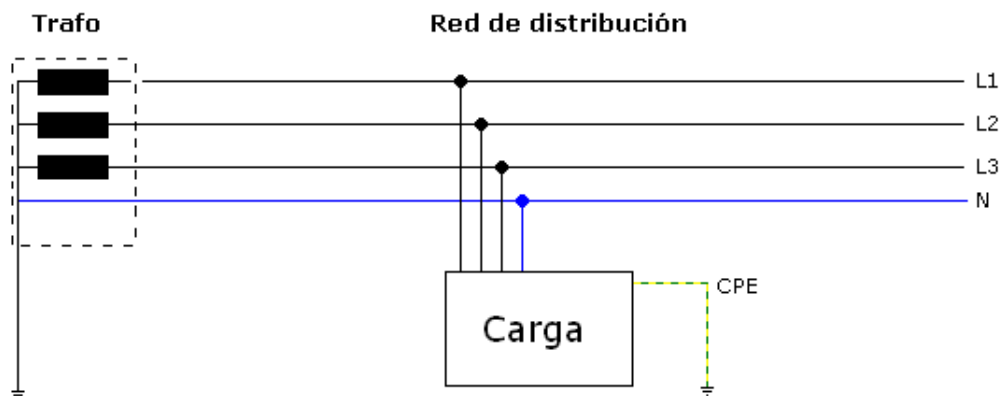 Trafo
Red de distribución
L1
L2
L3
N
CPE
Carga